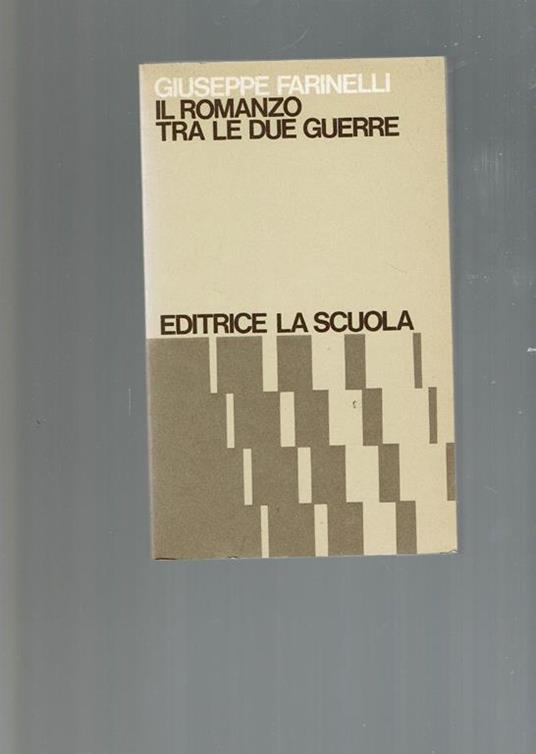 GIUSEPPE FARINELLI
IL ROMANZO
TRA LE DUE GUERRE
EDITRICE LA SCUOLA